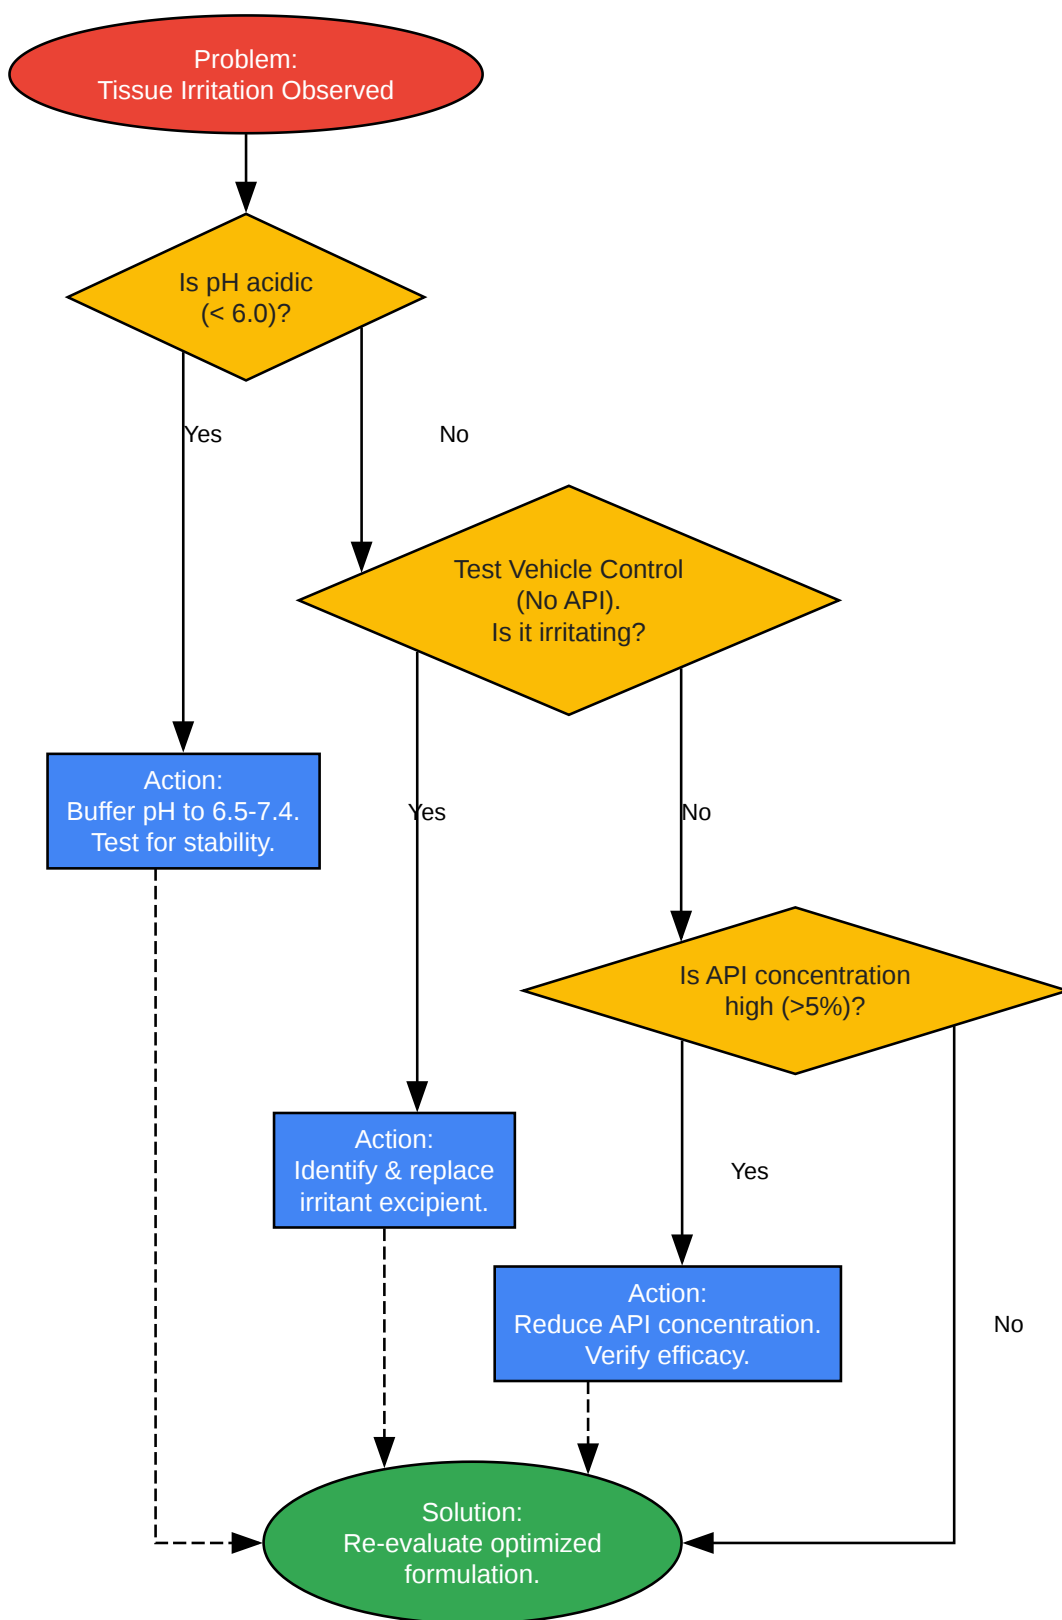 Problem:
Tissue Irritation Observed
Is pH acidic
(< 6.0)?
Yes
No
Test Vehicle Control
(No API).
Is it irritating?
Action:
Buffer pH to 6.5-7.4.
Test for stability.
Yes
No
Is API concentration
high (>5%)?
Action:
Identify & replace
irritant excipient.
Yes
Action:
Reduce API concentration.
Verify efficacy.
No
Solution:
Re-evaluate optimized
formulation.